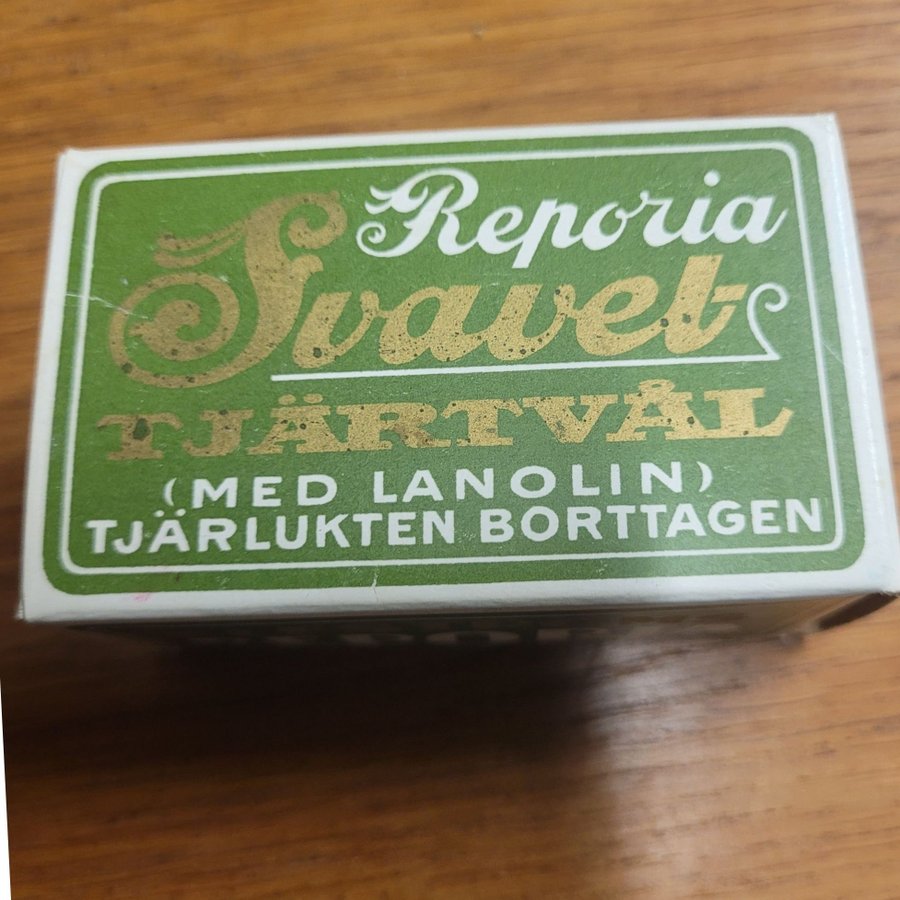 Reporia
Svavel-
TJÄRTVÅL
(MED LANOLIN)
TJÄRLUKTEN BORTTAGEN